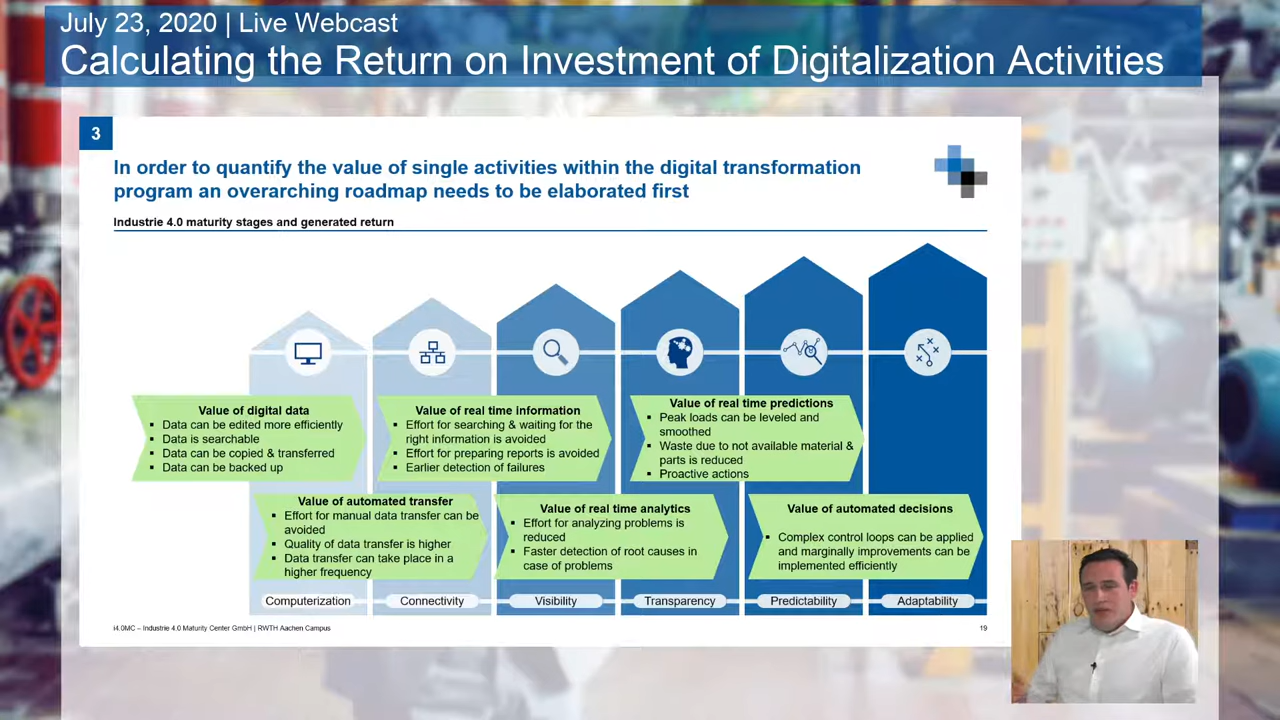 July 23, 2020 | Live Webcast
Calculating the Return on Investment of Digitalization Activities
3
In order to quantify the value of single activities within the digital transformation
program an overarching roadmap needs to be elaborated first
Industrie 4.0 maturity stages and generated return
Value of digital data
▪ Data can be edited more efficiently
▪ Data is searchable
▪ Data can be copied & transferred
▪ Data can be backed up
Value of real time information
▪ Effort for searching & waiting for the
right information is avoided
▪ Effort for preparing reports is avoided
▪ Earlier detection of failures
Value of real time predictions
▪ Peak loads can be leveled and
smoothed
▪ Waste due to not available material &
parts is reduced
▪ Proactive actions
Value of automated transfer
▪ Effort for manual data transfer can be
avoided
▪ Quality of data transfer is higher
▪ Data transfer can take place in a
higher frequency
Value of real time analytics
▪ Effort for analyzing problems is
reduced
▪ Faster detection of root causes in
case of problems
Value of automated decisions
▪ Complex control loops can be applied
and marginally improvements can be
implemented efficiently
Computerization
Connectivity
Visibility
Transparency
Predictability
Adaptability
i4.0MC – Industrie 4.0 Maturity Center GmbH | RWTH Aachen Campus
19